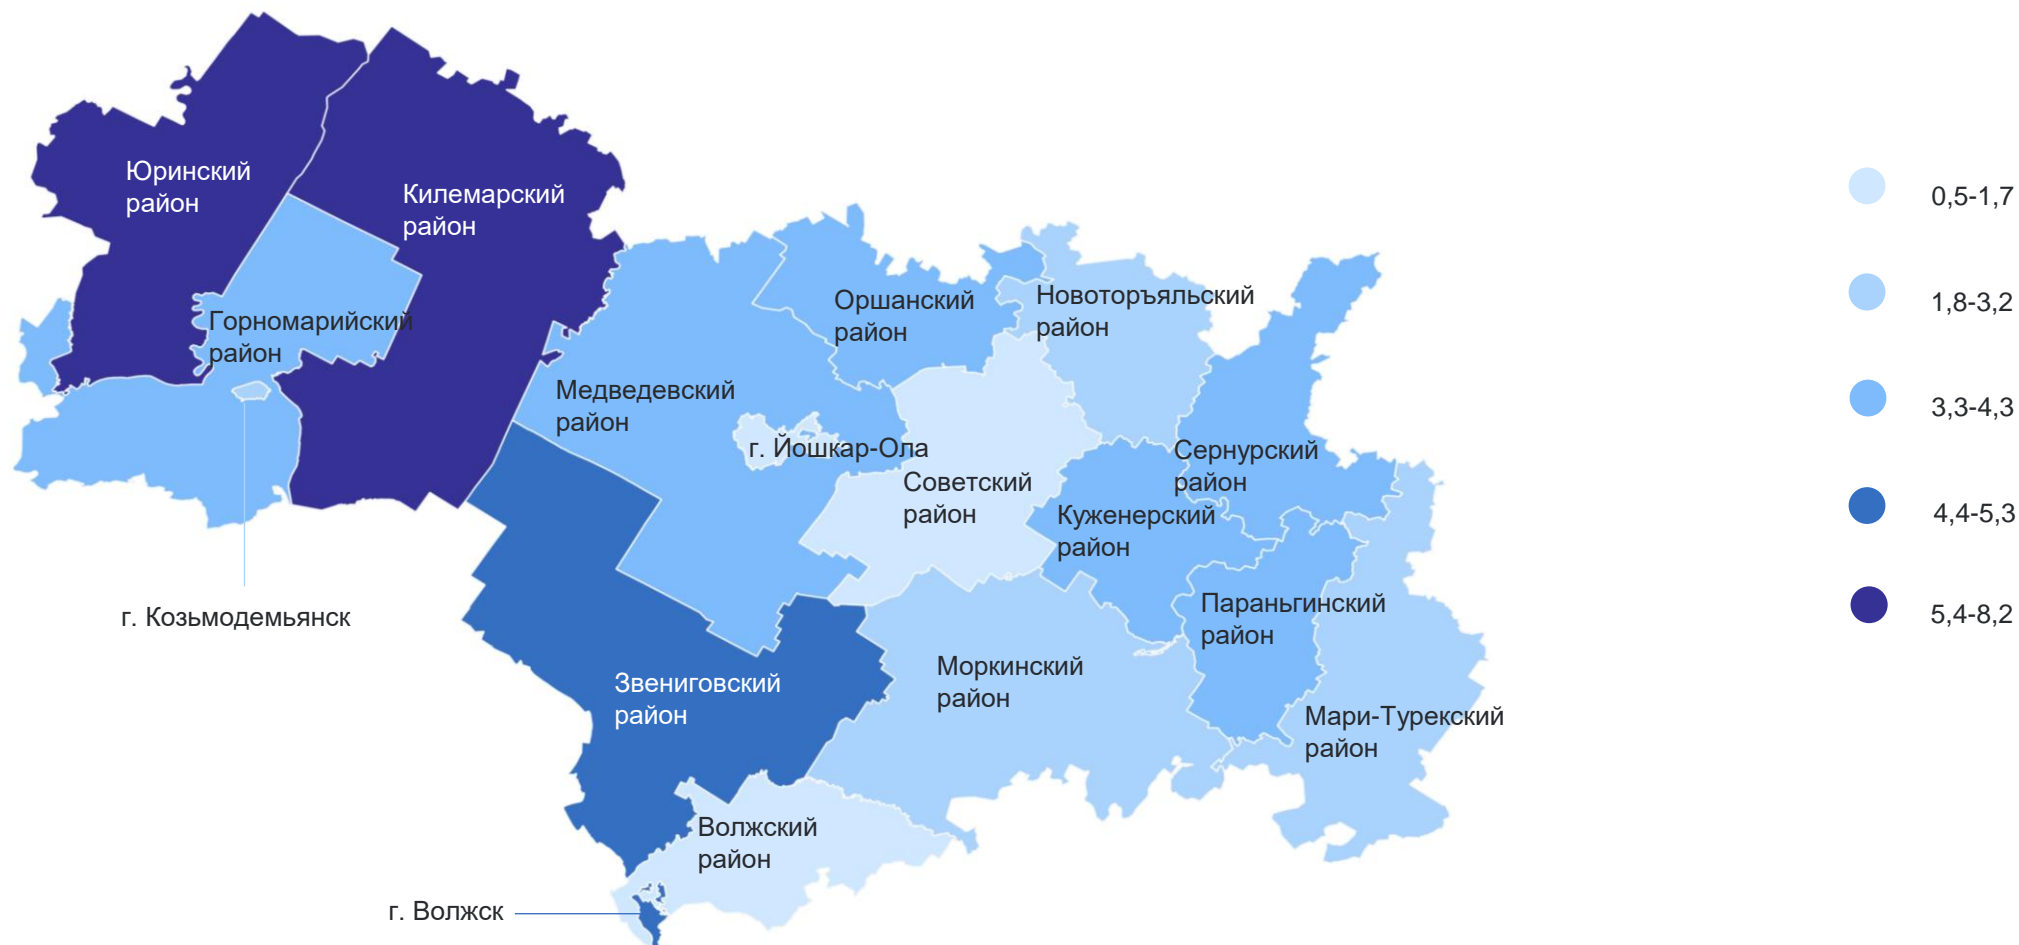 Юринский
район
Килемарский
район
Горномарийский
район
Оршанский
район
Новоторъяльский
район
Медведевский
район
г. Йошкар-Ола
Советский
район
Сернурский
район
Куженерский
район
Параньгинский
район
г. Козьмодемьянск
Звениговский
район
Моркинский
район
Мари-Турекский
район
Волжский
район
г. Волжск
0,5-1,7
1,8-3,2
3,3-4,3
4,4-5,3
5,4-8,2